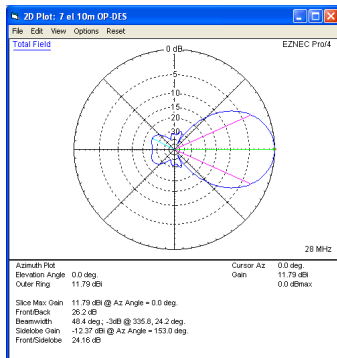 2D Plot: 7 el 10m OP-DES
File Edit View Options Reset
Total Field
EZNEC Pro/4
0 dB
-5
-10
-15
-20
-30
28 MHz
Azimuth Plot
Elevation Angle 0.0 deg.
Outer Ring 11.79 dBi
Cursor Az 0.0 deg.
Gain 11.79 dBi
0.0 dBmax
Slice Max Gain 11.79 dBi @ Az Angle = 0.0 deg.
Front/Back 26.2 dB
Beamwidth 48.4 deg.; -3dB @ 335.8, 24.2 deg.
Sidelobe Gain -12.37 dBi @ Az Angle = 153.0 deg.
Front/Sidelobe 24.16 dB